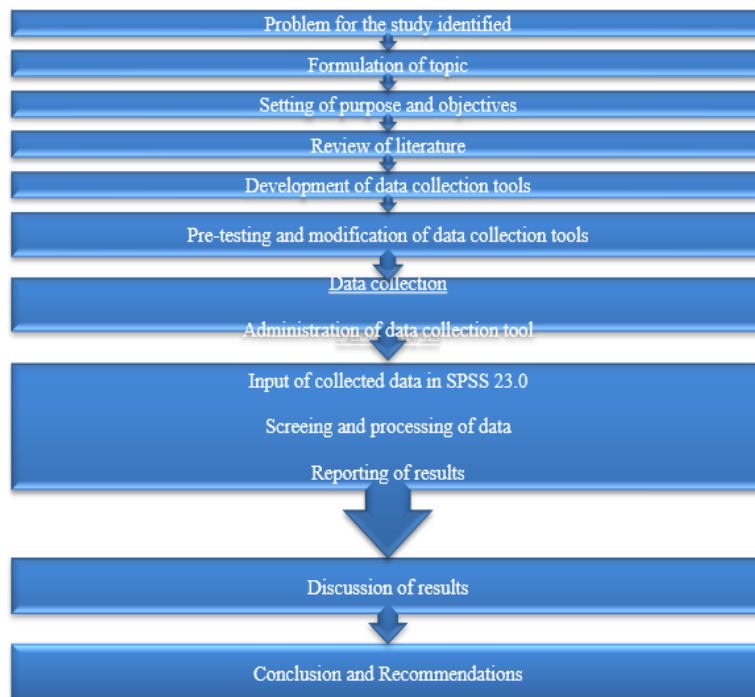 Problem for the study identified
Formulation of topic
Setting of purpose and objectives
Review of literature
Development of data collection tools
Pre-testing and modification of data collection tools
Data collection
Administration of data collection tool
Input of collected data in SPSS 23.0
Screeing and processing of data
Reporting of results
Discussion of results
Conclusion and Recommendations